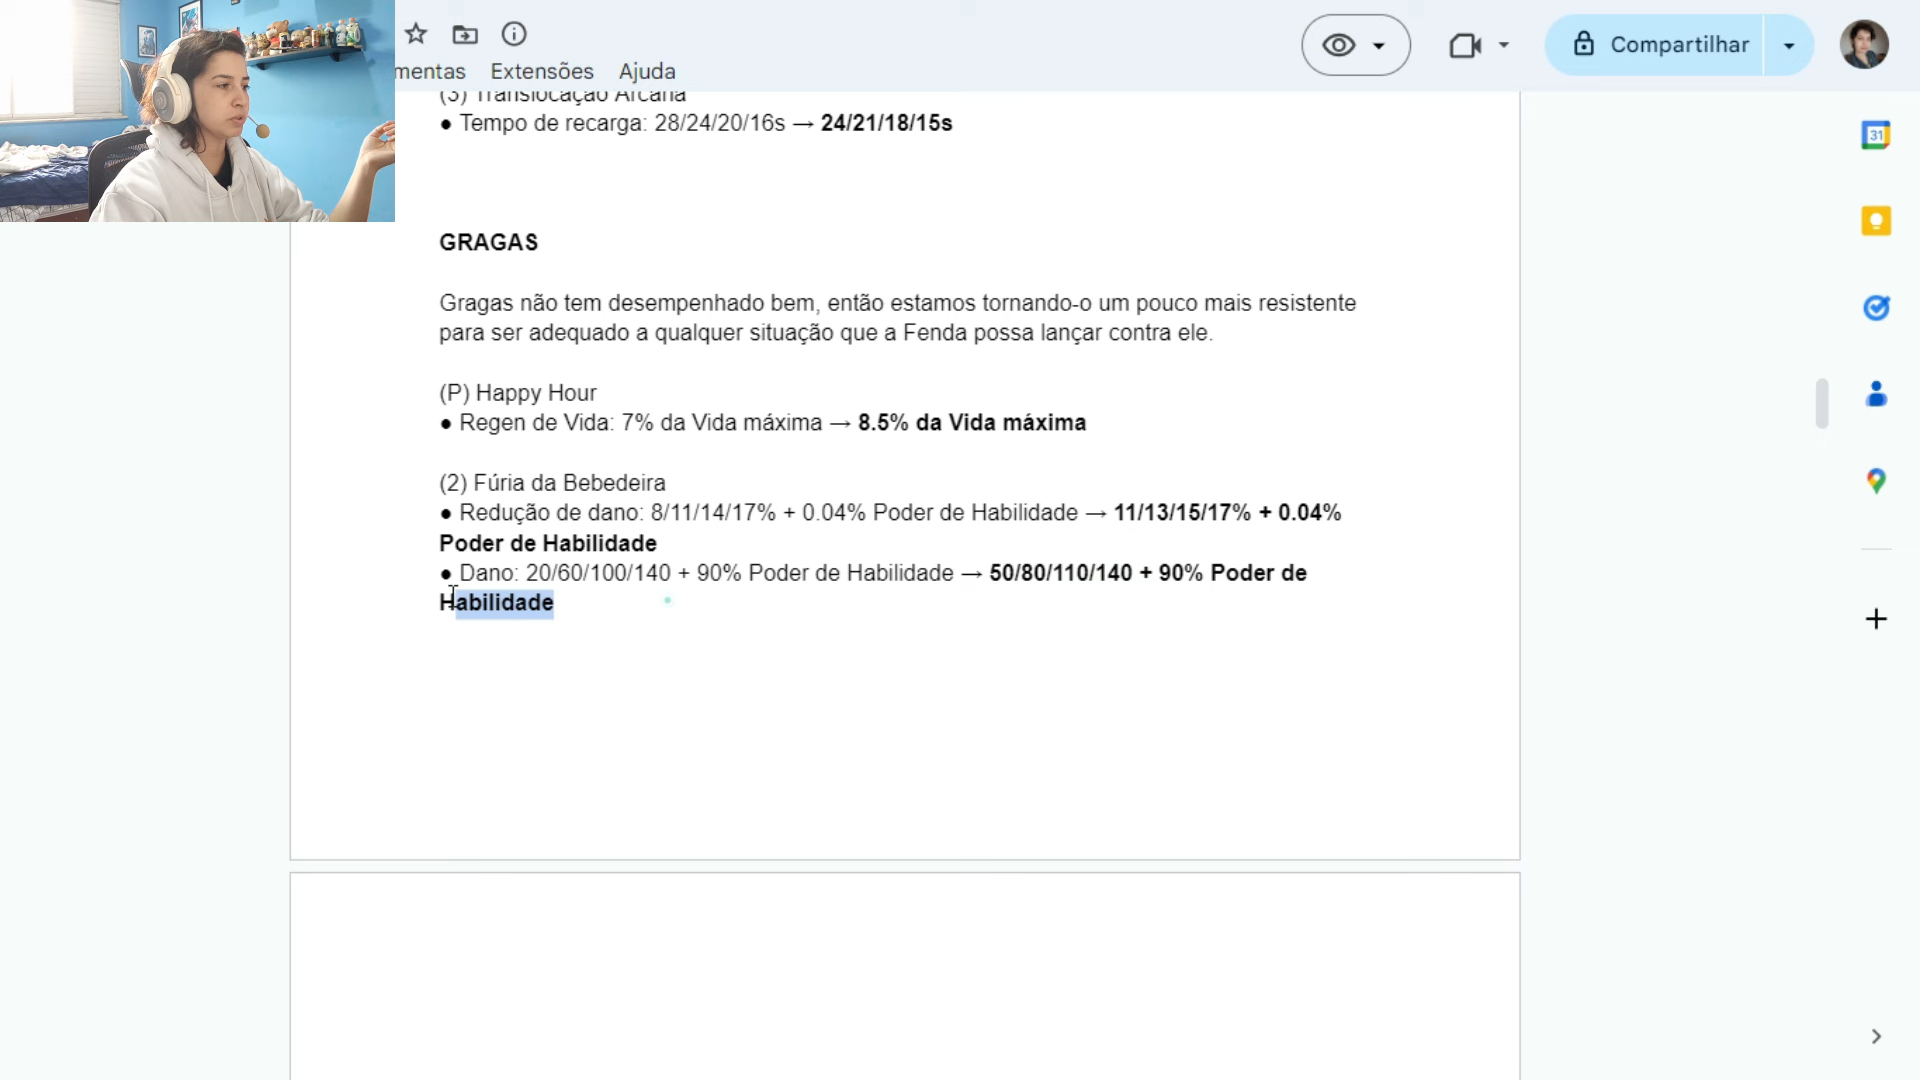 mentas Extensões Ajuda
Compartilhar
(3) Translocação Arcana
● Tempo de recarga: 28/24/20/16s → 24/21/18/15s
GRAGAS
Gragas não tem desempenhado bem, então estamos tornando-o um pouco mais resistente
para ser adequado a qualquer situação que a Fenda possa lançar contra ele.
(P) Happy Hour
● Regen de Vida: 7% da Vida máxima → 8.5% da Vida máxima
(2) Fúria da Bebedeira
● Redução de dano: 8/11/14/17% + 0.04% Poder de Habilidade → 11/13/15/17% + 0.04%
Poder de Habilidade
● Dano: 20/60/100/140 + 90% Poder de Habilidade → 50/80/110/140 + 90% Poder de
Habilidade
31